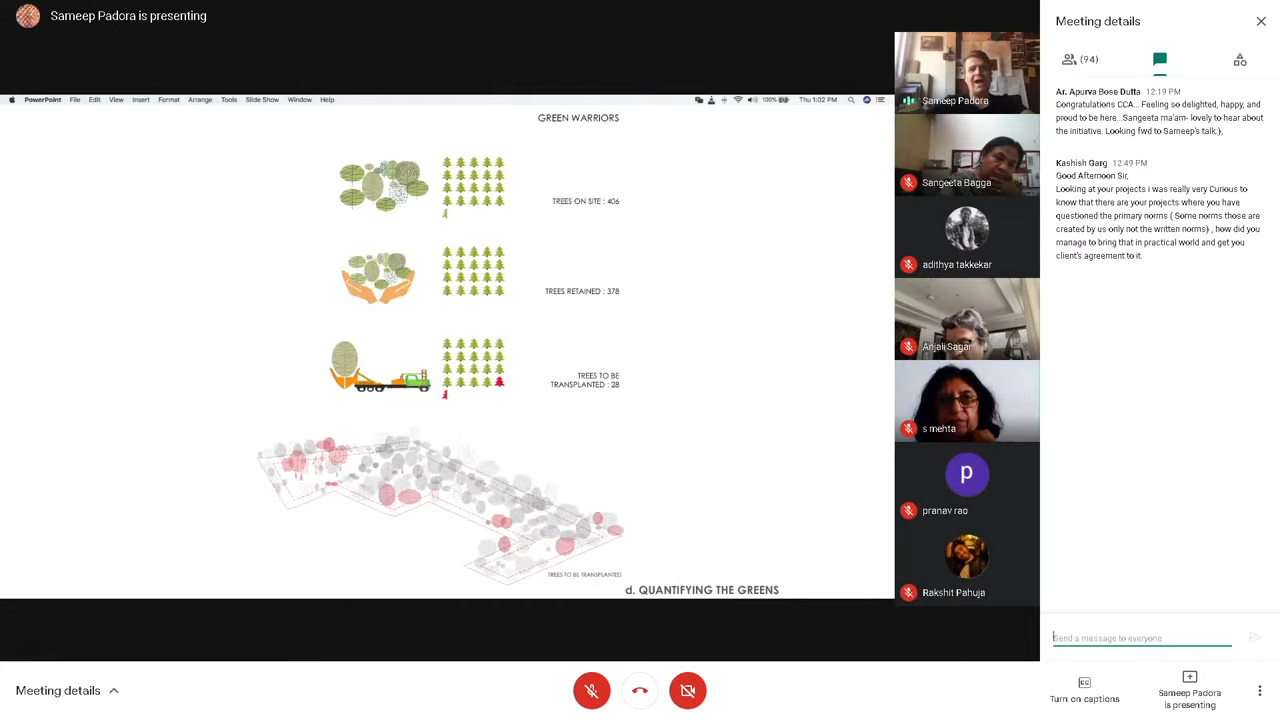 Sameep Padora is presenting
PowerPoint File Edit View Insert Format Arrange Tools Slide Show Window Help
100% Thu 1:02 PM
GREEN WARRIORS
TREES ON SITE : 406
TREES RETAINED : 378
TREES TO BE
TRANSPLANTED : 28
TREES TO BE TRANSPLANTED
d. QUANTIFYING THE GREENS
Sameep Padora
Sangeeta Bagga
adithya takkekar
Anjali Sagar
s mehta
p
pranav rao
Rakshit Pahuja
Meeting details
(94)
Ar. Apurva Bose Dutta 12:19 PM
Congratulations CCA... Feeling so delighted, happy, and
proud to be here...Sangeeta ma'am- lovely to hear about
the initiative. Looking fwd to Sameep's talk:),
Kashish Garg 12:49 PM
Good Afternoon Sir,
Looking at your projects i was really very Curious to
know that there are your projects where you have
questioned the primary norms ( Some norms those are
created by us only not the written norms) , how did you
manage to bring that in practical world and get you
client's agreement to it.
Send a message to everyone
Meeting details
Turn on captions
Sameep Padora
is presenting